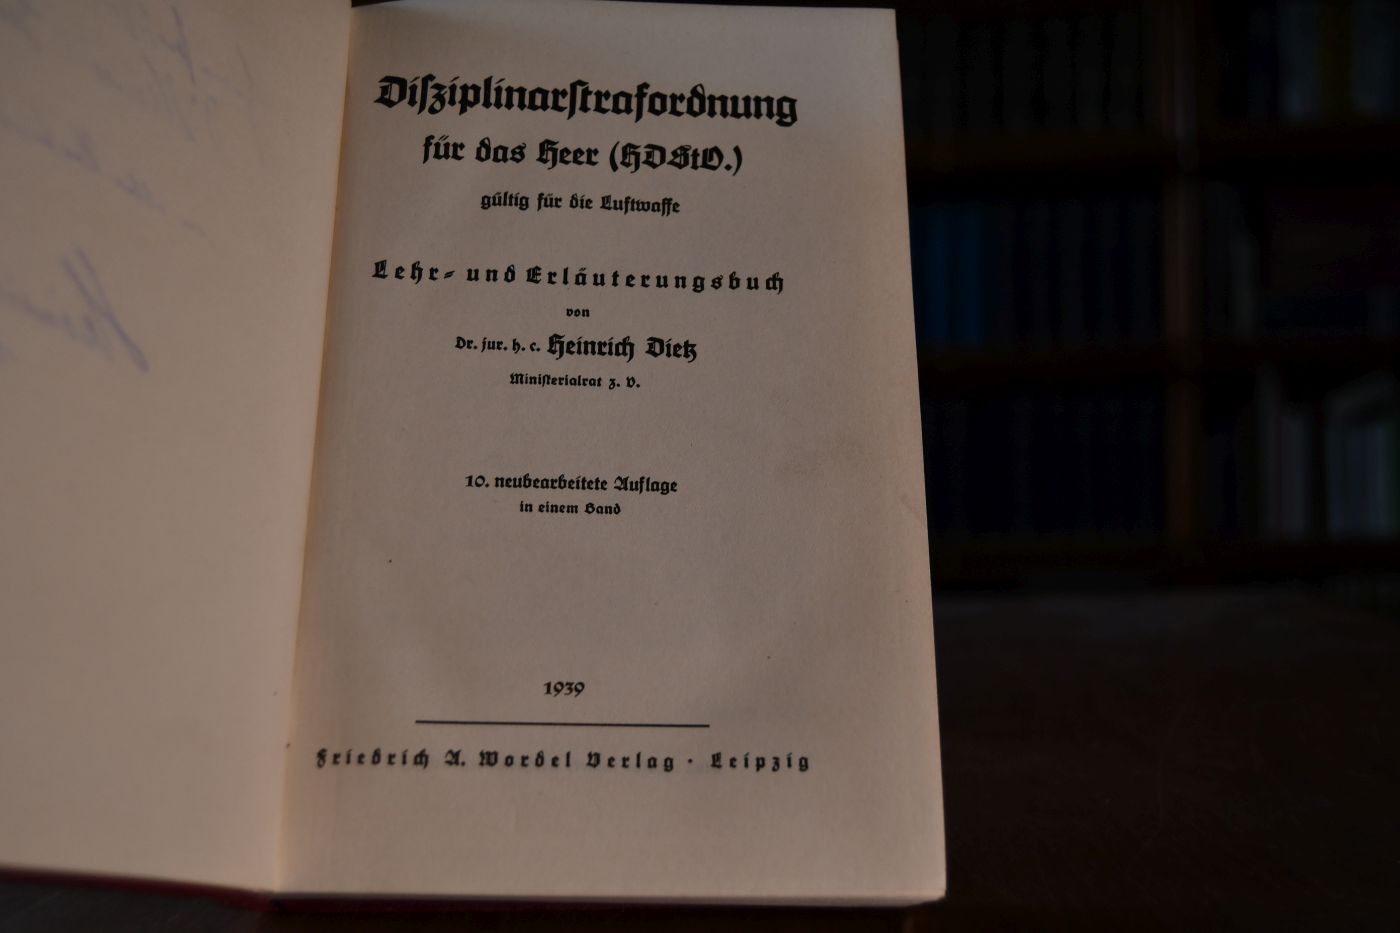 Diſziplinarſtrafordnung
für das Heer (HDStO.)
gültig für die Luftwaffe
Lehr- und Erläuterungsbuch
von
Dr. jur. h. c. Heinrich Dietz
Miniſterialrat z. V.
10. neubearbeitete Auflage
in einem Band
1939
Friedrich A. Wordel Verlag · Leipzig